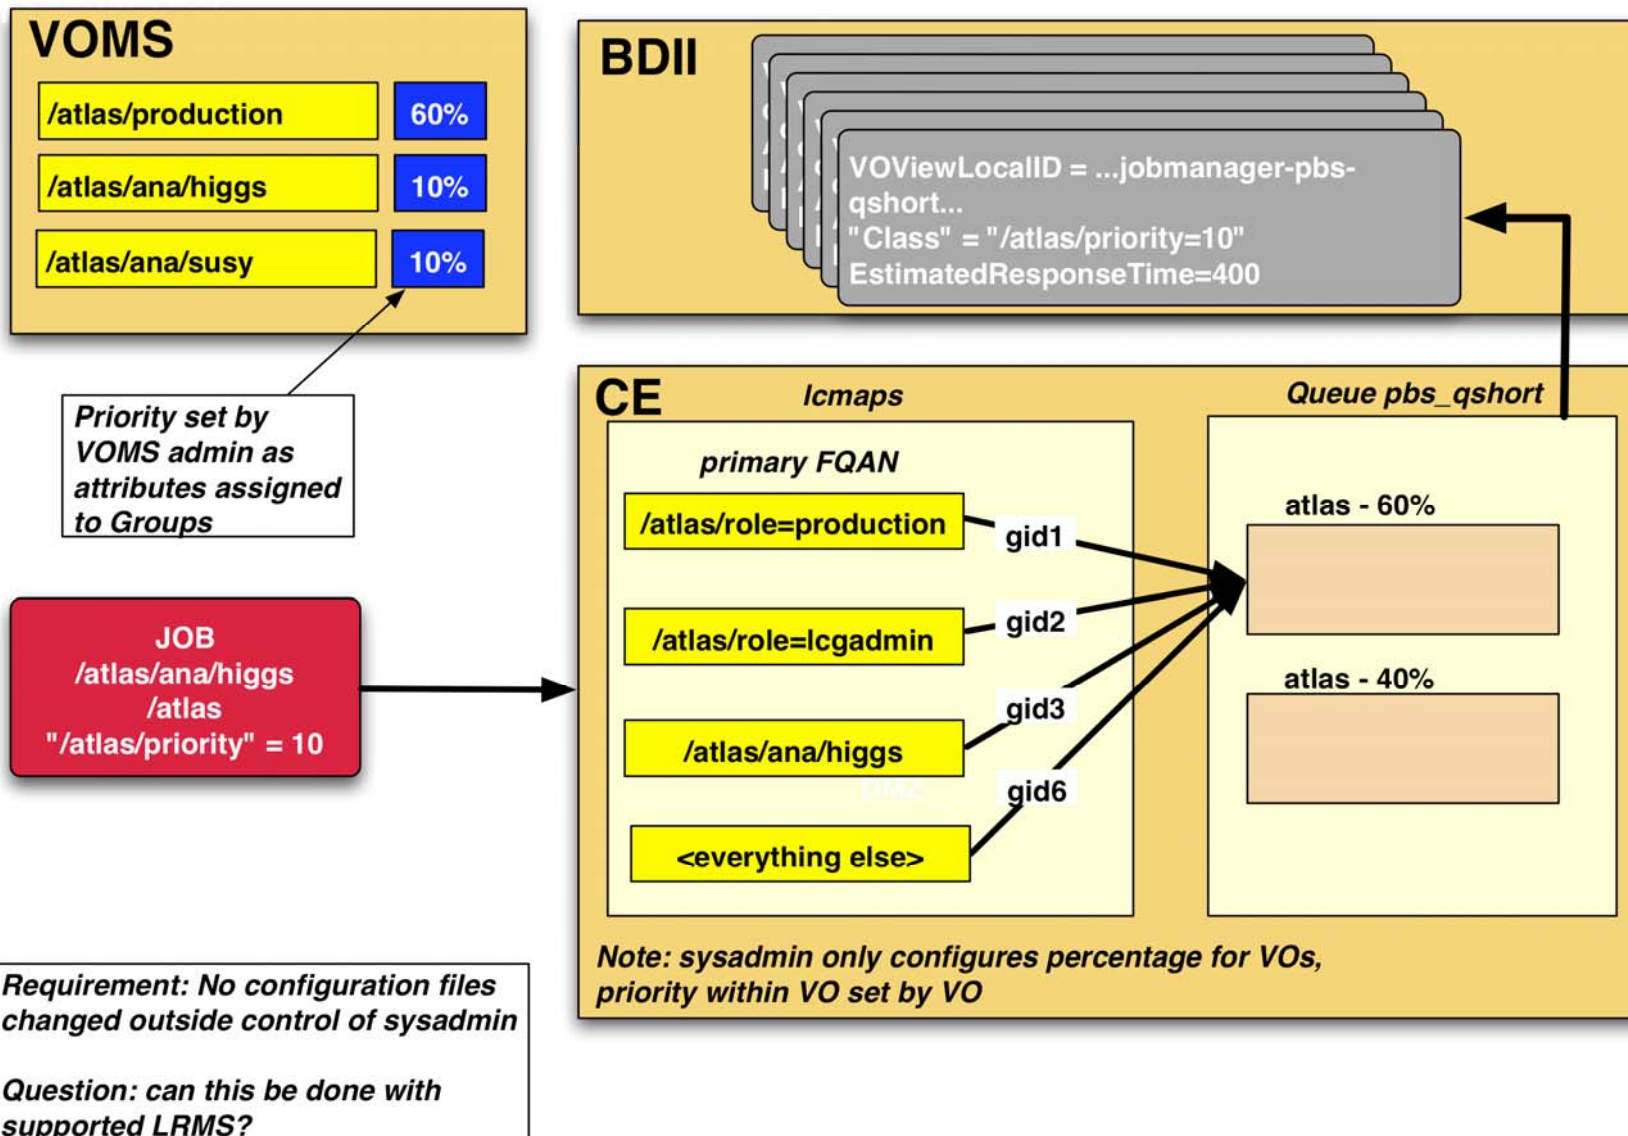 VOMS
/atlas/production
60%
/atlas/ana/higgs
10%
/atlas/ana/susy
10%
Priority set by
VOMS admin as
attributes assigned
to Groups
BDII
VOViewLocalID = ...jobmanager-pbs-
qshort...
"Class" = "/atlas/priority=10"
EstimatedResponseTime=400
JOB
/atlas/ana/higgs
/atlas
"/atlas/priority" = 10
CE
lcmaps
Queue pbs_qshort
primary FQAN
/atlas/role=production
gid1
/atlas/role=lcgadmin
gid2
/atlas/ana/higgs
gid3
DMZ
<everything else>
gid6
atlas - 60%
atlas - 40%
Note: sysadmin only configures percentage for VOs,
priority within VO set by VO
Requirement: No configuration files
changed outside control of sysadmin
Question: can this be done with
supported LRMS?